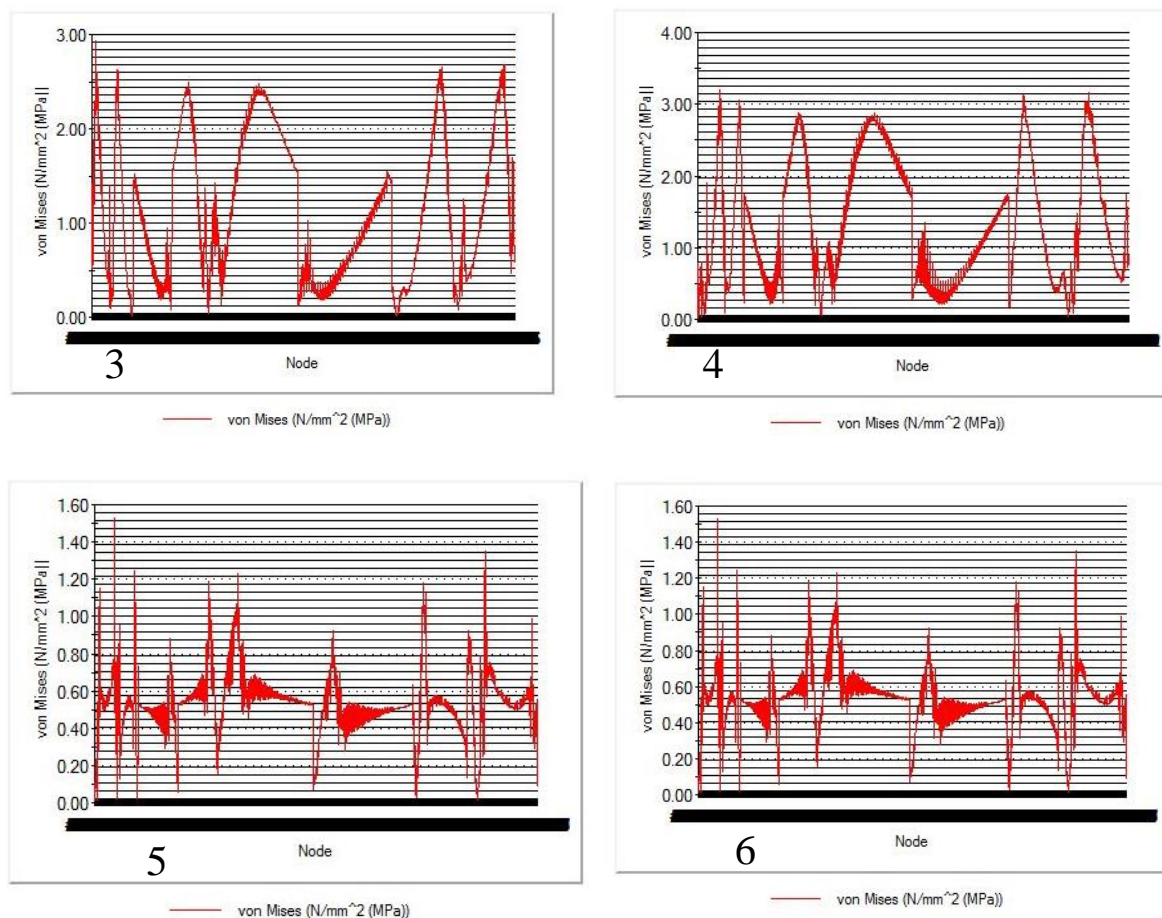 3.00
2.00
1.00
0.00
von Mises (N/mm^2 (MPa)||
3
Node
von Mises (N/mm^2 (MPa))
4.00
3.00
2.00
1.00
0.00
von Mises (N/mm^2 (MPa)||
4
Node
von Mises (N/mm^2 (MPa))
1.60
1.40
1.20
1.00
0.80
0.60
0.40
0.20
0.00
von Mises (N/mm^2 (MPa)||
5
Node
von Mises (N/mm^2 (MPa))
1.60
1.40
1.20
1.00
0.80
0.60
0.40
0.20
0.00
von Mises (N/mm^2 (MPa)||
6
Node
von Mises (N/mm^2 (MPa))